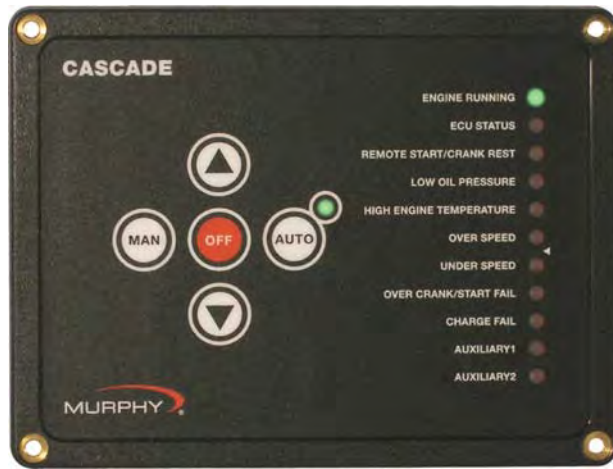 CASCADE
MAN
OFF
AUTO
MURPHY®
ENGINE RUNNING
ECU STATUS
REMOTE START/CRANK REST
LOW OIL PRESSURE
HIGH ENGINE TEMPERATURE
OVER SPEED
UNDER SPEED
OVER CRANK/START FAIL
CHARGE FAIL
AUXILIARY1
AUXILIARY2